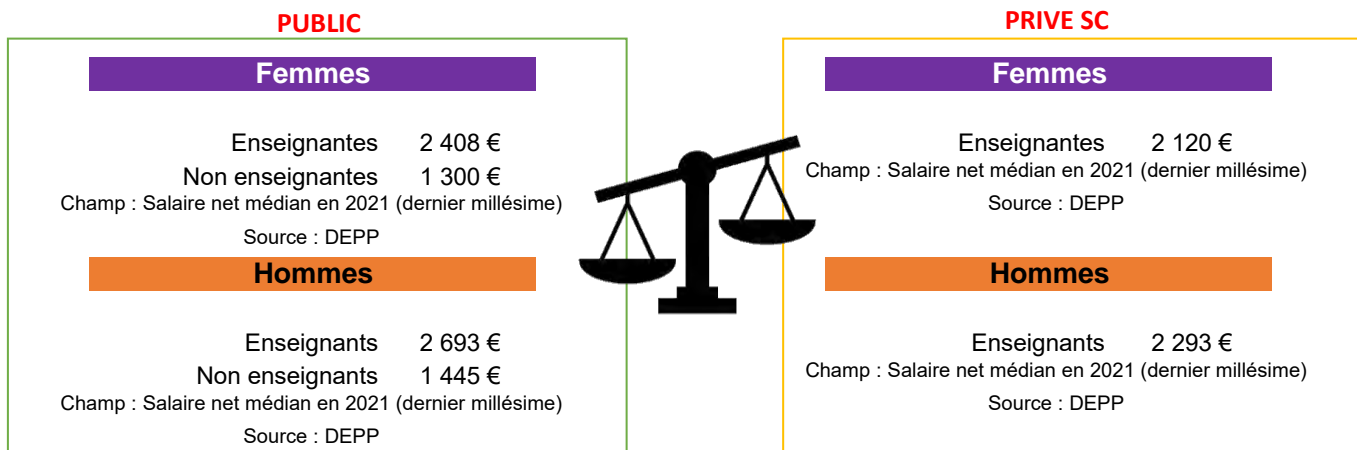 PUBLIC
Femmes
Enseignantes 2 408 €
Non enseignantes 1 300 €
Champ : Salaire net médian en 2021 (dernier millésime)
Source : DEPP
Hommes
Enseignants 2 693 €
Non enseignants 1 445 €
Champ : Salaire net médian en 2021 (dernier millésime)
Source : DEPP
PRIVE SC
Femmes
Enseignantes 2 120 €
Champ : Salaire net médian en 2021 (dernier millésime)
Source : DEPP
Hommes
Enseignants 2 293 €
Champ : Salaire net médian en 2021 (dernier millésime)
Source : DEPP